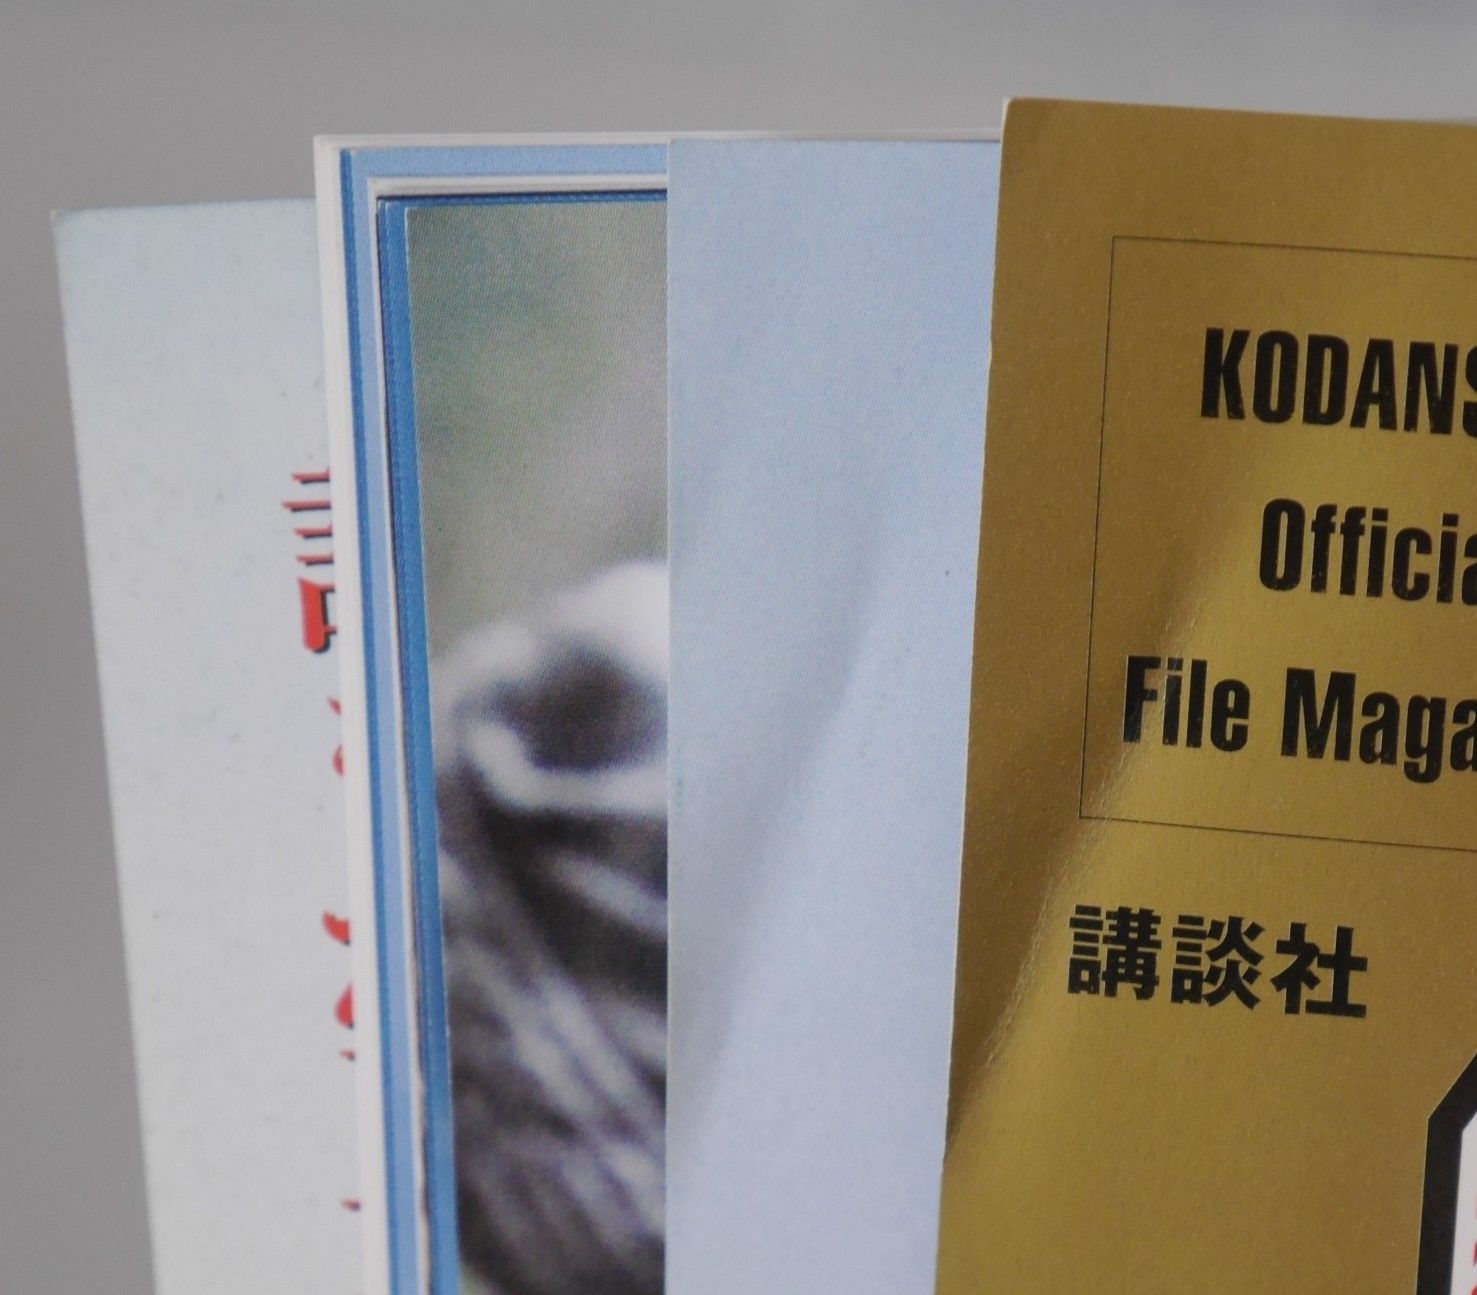 KODANS
Officia
File Maga
講談社